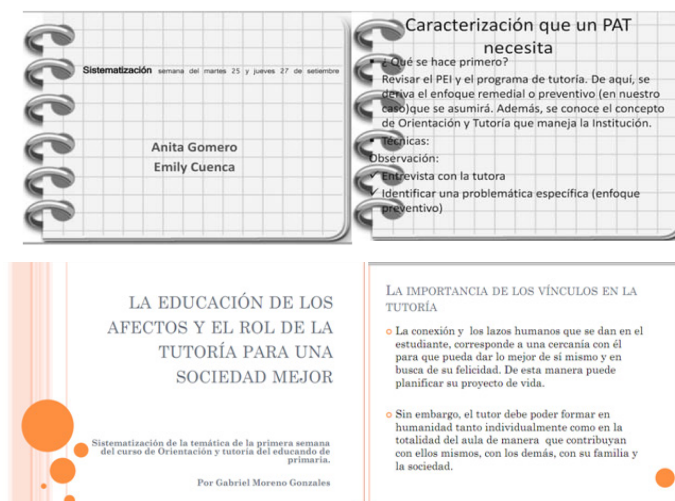 Sistematización semana del martes 25 y jueves 27 de setiembre
Anita Gomero
Emily Cuenca
Caracterización que un PAT
necesita
¿ Qué se hace primero?
Revisar el PEI y el programa de tutoría. De aquí, se
deriva el enfoque remedial o preventivo (en nuestro
caso)que se asumirá. Además, se conoce el concepto
de Orientación y Tutoría que maneja la Institución.
Técnicas:
Observación:
Entrevista con la tutora
Identificar una problemática específica (enfoque
preventivo)
LA EDUCACIÓN DE LOS
AFECTOS Y EL ROL DE LA
TUTORÍA PARA UNA
SOCIEDAD MEJOR
Sistematización de la temática de la primera semana
del curso de Orientación y tutoría del educando de
primaria.
Por Gabriel Moreno Gonzales
LA IMPORTANCIA DE LOS VÍNCULOS EN LA
TUTORÍA
La conexión y los lazos humanos que se dan en el
estudiante, corresponde a una cercanía con él
para que pueda dar lo mejor de sí mismo y en
busca de su felicidad. De esta manera puede
planificar su proyecto de vida.
Sin embargo, el tutor debe poder formar en
humanidad tanto individualmente como en la
totalidad del aula de manera que contribuyan
con ellos mismos, con los demás, con su familia y
la sociedad.